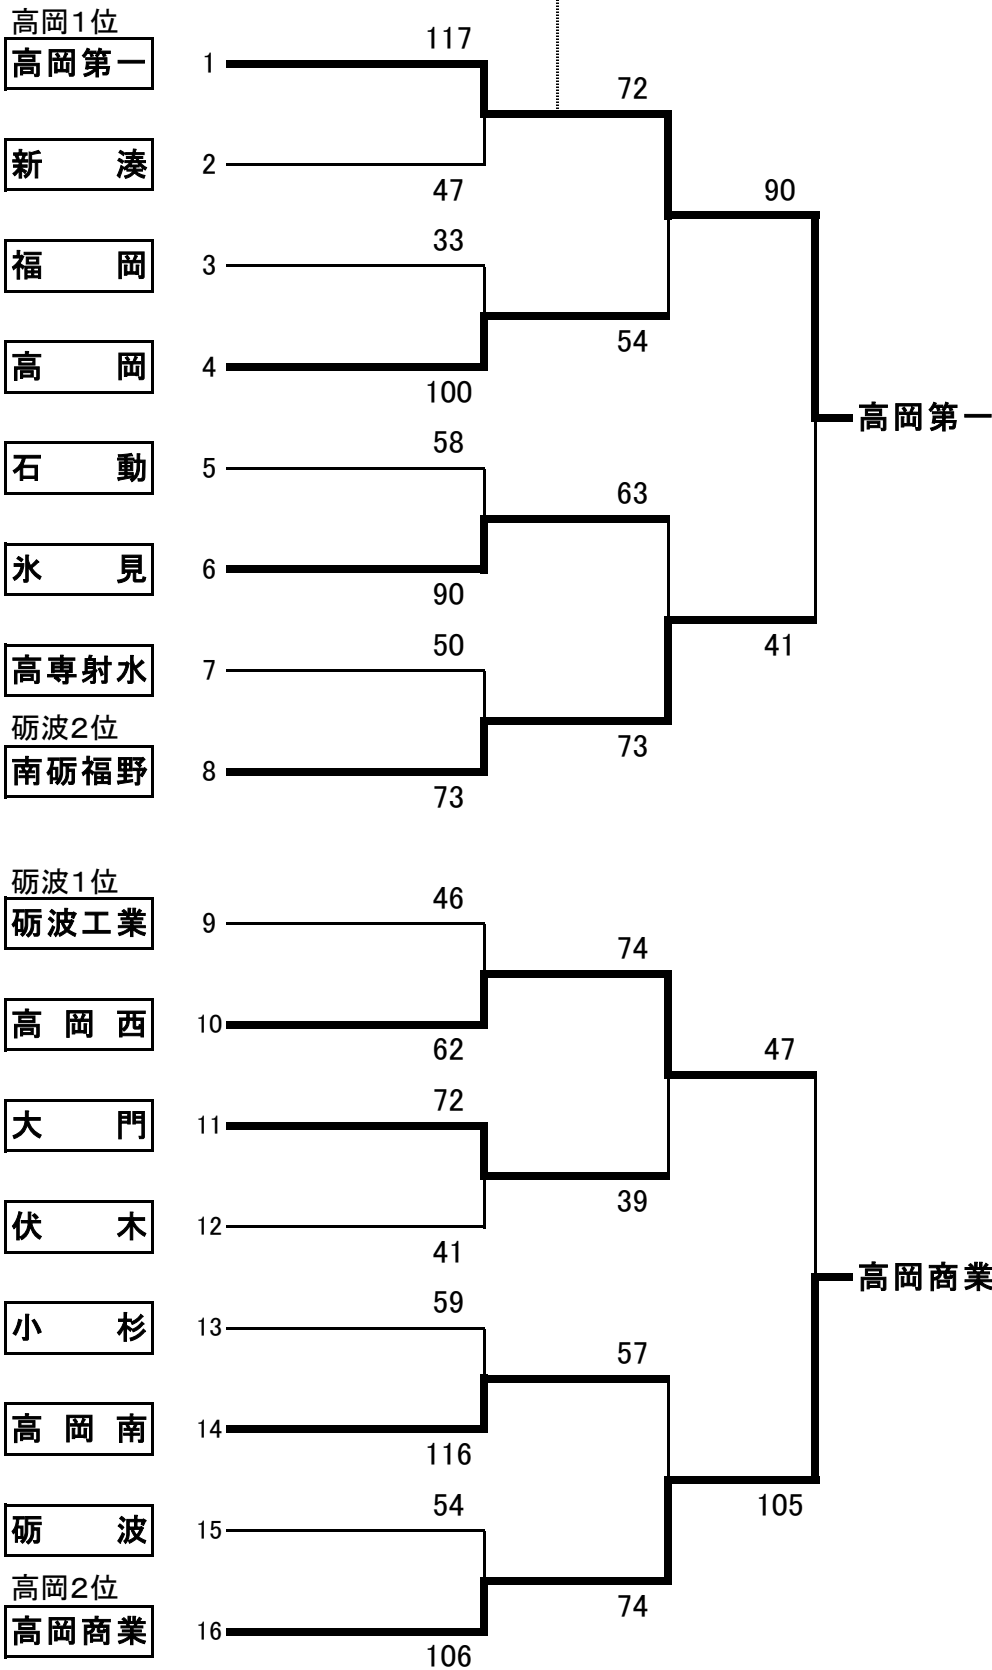 高岡１位
117
高岡第一 1
72
新湊 2
47
90
33
福岡 3
54
高岡 4
100
高岡第一
58
石動 5
63
氷見 6
90
50
41
高専射水 7
砺波２位
73
南砺福野 8
73
砺波１位
46
砺波工業 9
74
高岡西 10
62
47
72
大門 11
39
伏木 12
41
高岡商業
59
小杉 13
57
高岡南 14
116
54
105
砺波 15
高岡２位
74
高岡商業 16
106